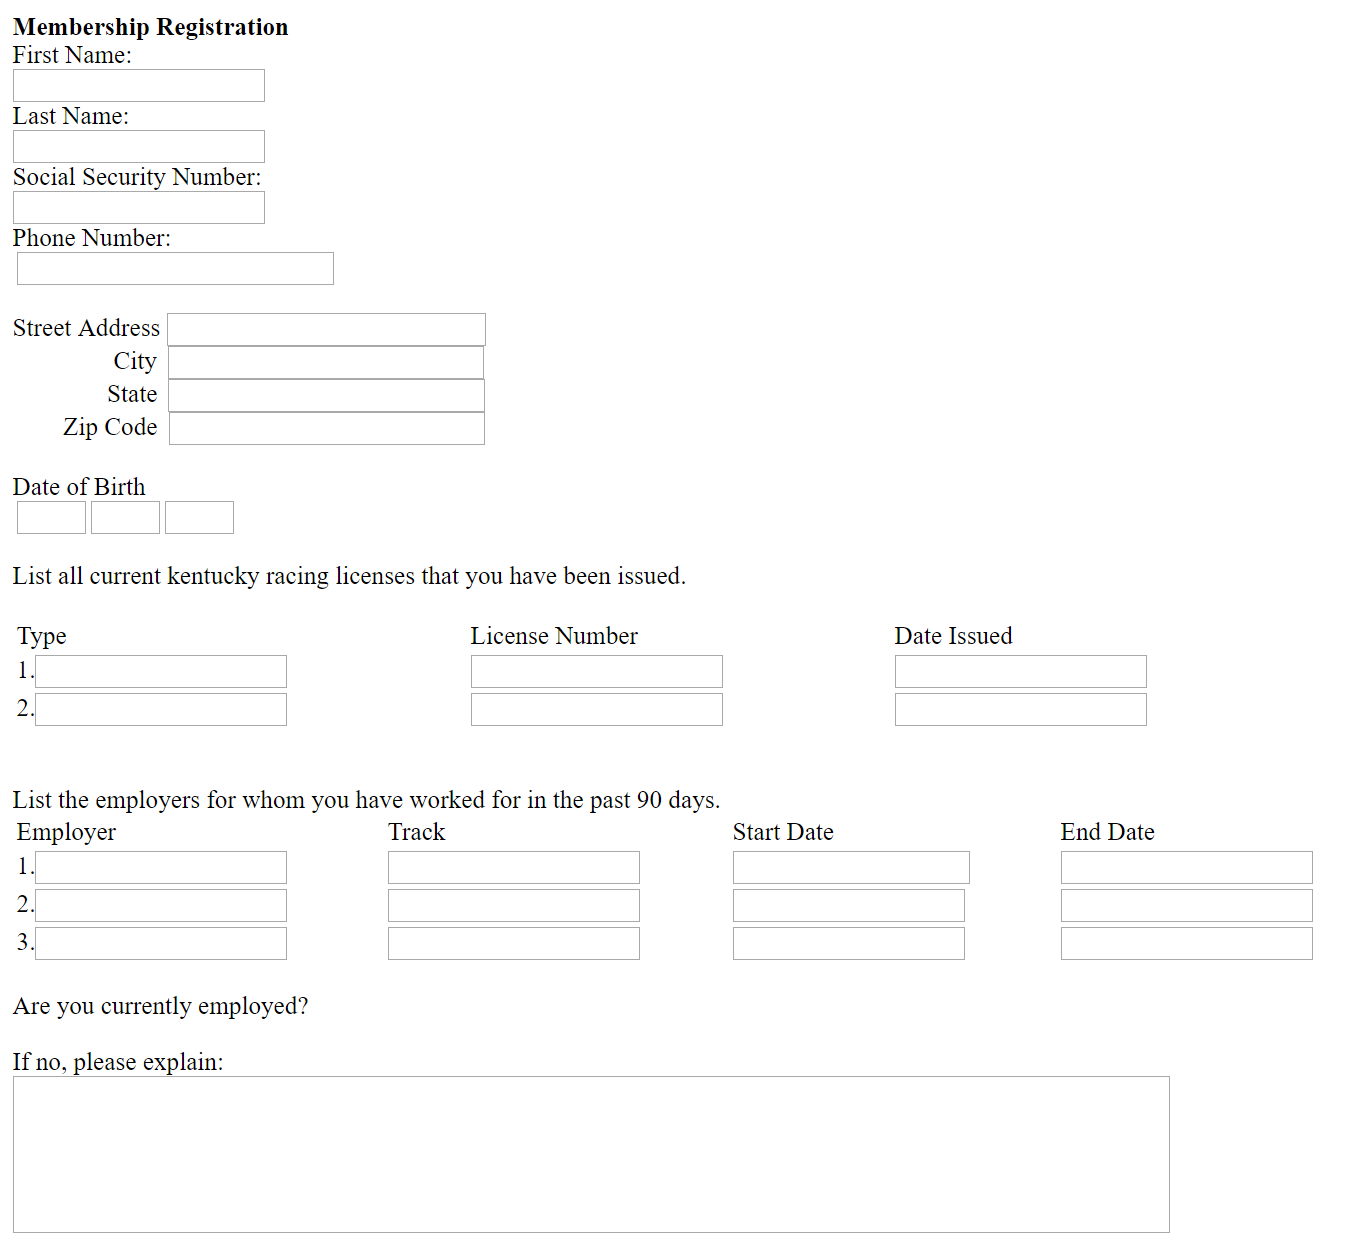 Membership Registration
First Name:
Last Name:
Social Security Number:
Phone Number:
Street Address
City
State
Zip Code
Date of Birth
List all current kentucky racing licenses that you have been issued.
Type License Number Date Issued
1.
2.
List the employers for whom you have worked for in the past 90 days.
Employer Track Start Date End Date
1.
2.
3.
Are you currently employed?
If no, please explain: